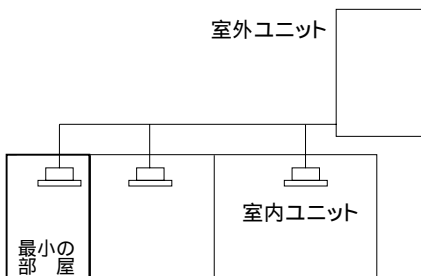 室外ユニット
室内ユニット
最小の
部　屋